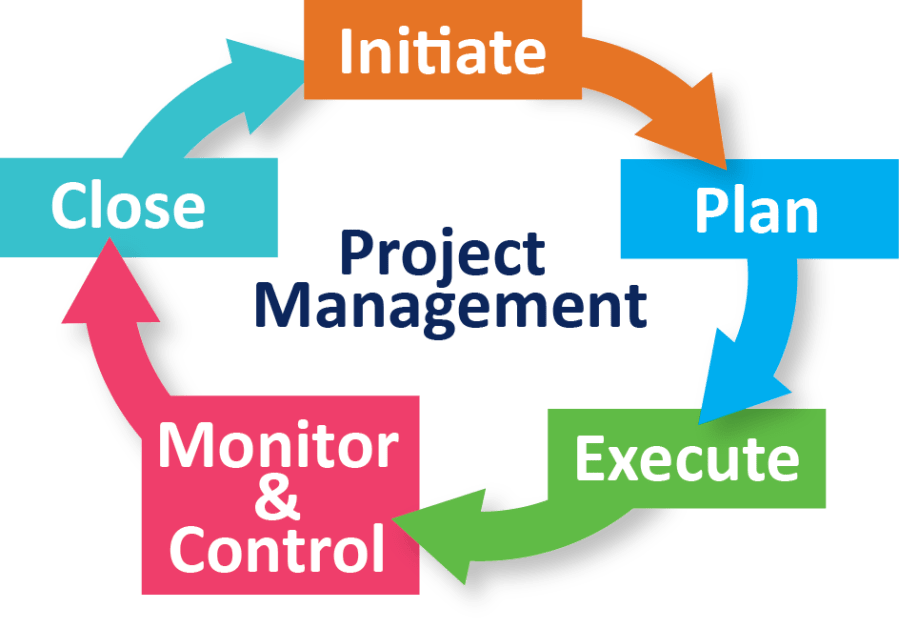 Initiate
Plan
Execute
Monitor
&
Control
Close
Project
Management